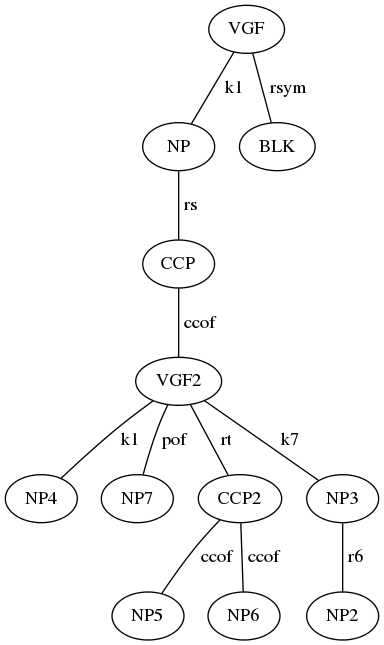 VGF
k1 rsym
NP BLK
rs
CCP
ccof
VGF2
k1 pof rt k7
NP4 NP7 CCP2 NP3
ccof ccof r6
NP5 NP6 NP2